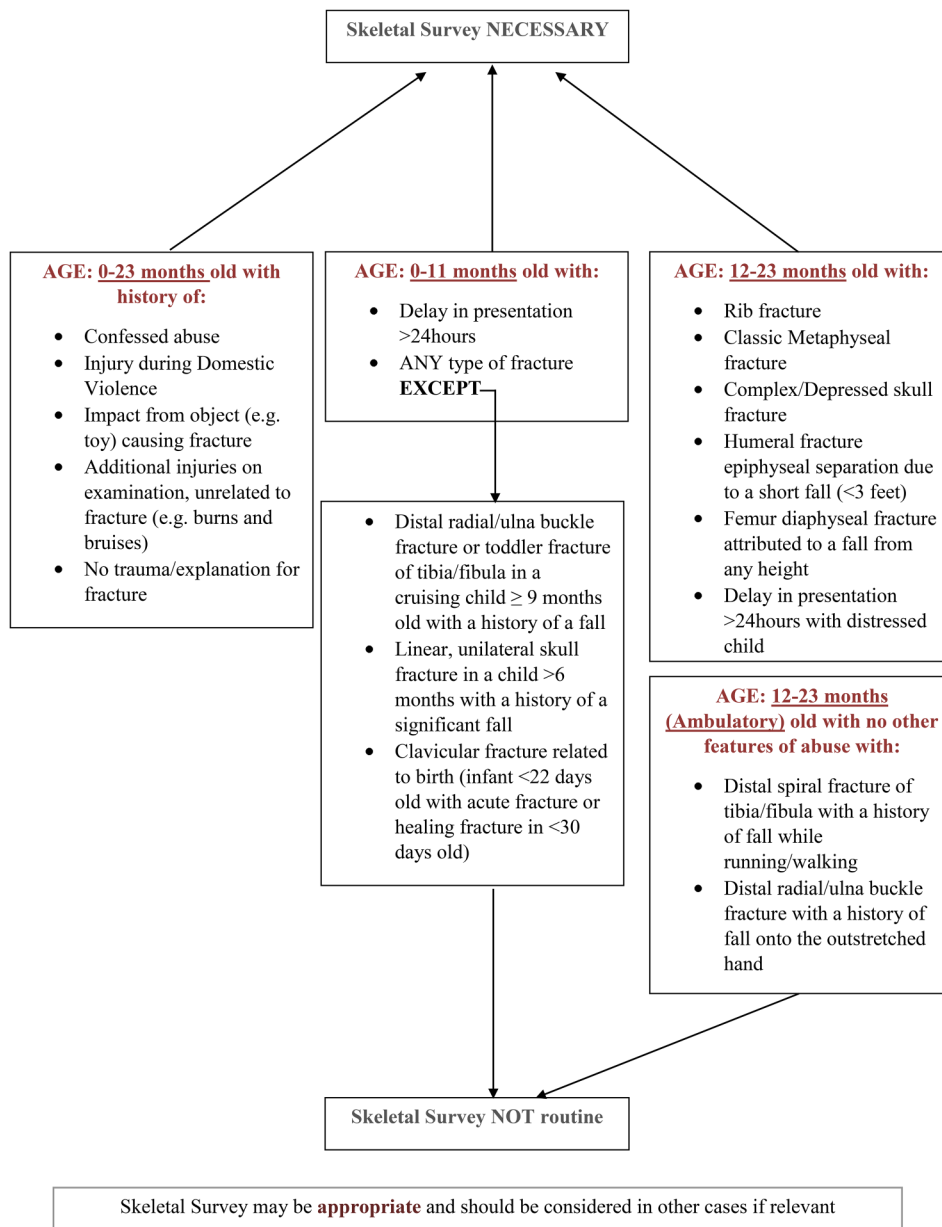 Skeletal Survey NECESSARY
AGE: 0-23 months old with
history of:
• Confessed abuse
• Injury during Domestic
Violence
• Impact from object (e.g.
toy) causing fracture
• Additional injuries on
examination, unrelated to
fracture (e.g. burns and
bruises)
• No trauma/explanation for
fracture
AGE: 0-11 months old with:
• Delay in presentation
>24hours
• ANY type of fracture
EXCEPT
• Distal radial/ulna buckle
fracture or toddler fracture
of tibia/fibula in a
cruising child ≥ 9 months
old with a history of a fall
• Linear, unilateral skull
fracture in a child >6
months with a history of a
significant fall
• Clavicular fracture related
to birth (infant <22 days
old with acute fracture or
healing fracture in <30
days old)
AGE: 12-23 months old with:
• Rib fracture
• Classic Metaphyseal
fracture
• Complex/Depressed skull
fracture
• Humeral fracture
epiphyseal separation due
to a short fall (<3 feet)
• Femur diaphyseal fracture
attributed to a fall from
any height
• Delay in presentation
>24hours with distressed
child
AGE: 12-23 months
(Ambulatory) old with no other
features of abuse with:
• Distal spiral fracture of
tibia/fibula with a history
of fall while
running/walking
• Distal radial/ulna buckle
fracture with a history of
fall onto the outstretched
hand
Skeletal Survey NOT routine
Skeletal Survey may be appropriate and should be considered in other cases if relevant